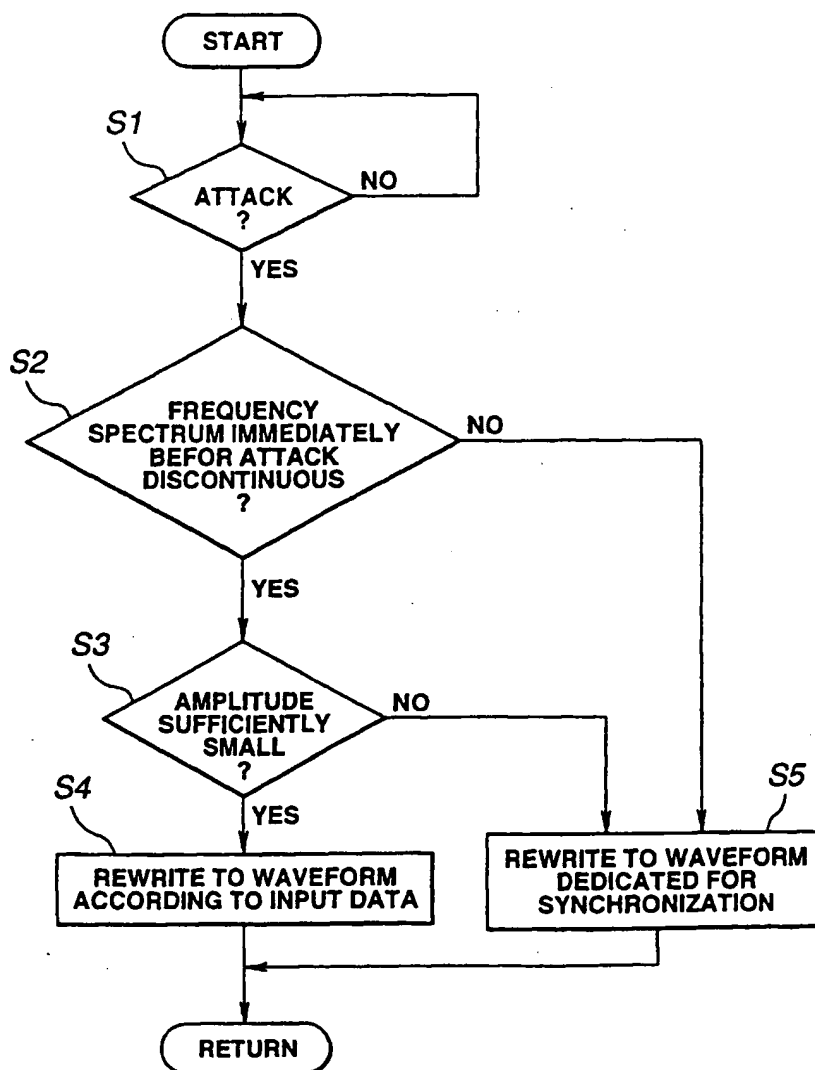 START
S1
ATTACK
?
NO
YES
S2
FREQUENCY
SPECTRUM IMMEDIATELY
BEFOR ATTACK
DISCONTINUOUS
?
NO
YES
S3
AMPLITUDE
SUFFICIENTLY
SMALL
?
NO
YES
S4
REWRITE TO WAVEFORM
ACCORDING TO INPUT DATA
S5
REWRITE TO WAVEFORM
DEDICATED FOR
SYNCHRONIZATION
RETURN